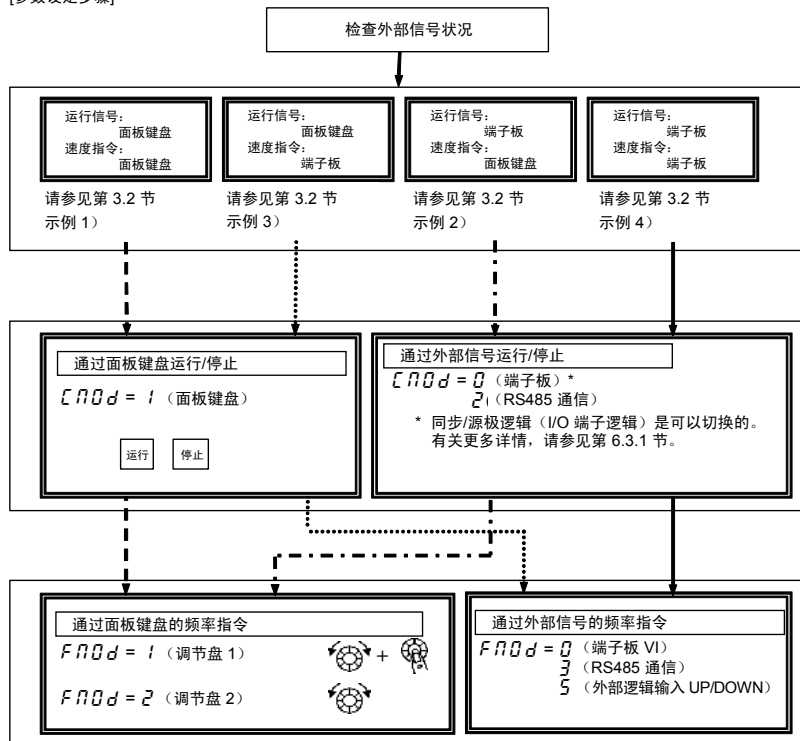 [参数设定步骤]
检查外部信号状况
运行信号：
面板键盘
速度指令：
面板键盘
请参见第 3.2 节
示例 1）
运行信号：
面板键盘
速度指令：
端子板
请参见第 3.2 节
示例 3）
运行信号：
端子板
速度指令：
面板键盘
请参见第 3.2 节
示例 2）
运行信号：
端子板
速度指令：
端子板
请参见第 3.2 节
示例 4）
通过面板键盘运行/停止
CMOd = 1（面板键盘）
运行 停止
通过外部信号运行/停止
CMOd = 0（端子板）*
2（RS485 通信）
* 同步/源极逻辑（I/O 端子逻辑）是可以切换的。
有关更多详情，请参见第 6.3.1 节。
通过面板键盘的频率指令
FMOd = 1（调节盘 1） +
FMOd = 2（调节盘 2）
通过外部信号的频率指令
FMOd = 0（端子板 VI）
3（RS485 通信）
5（外部逻辑输入 UP/DOWN）